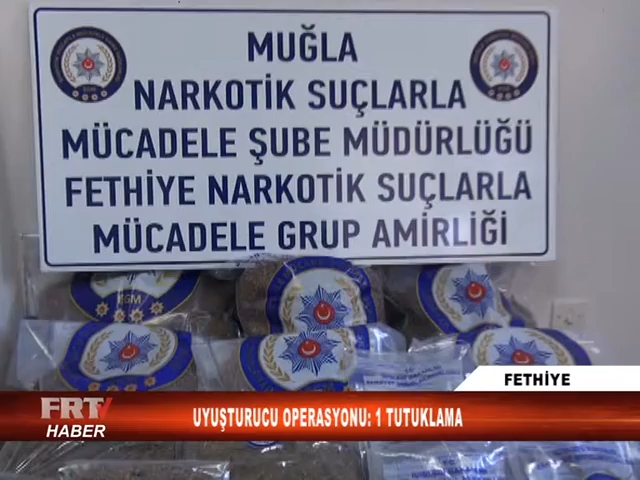 MUĞLA
NARKOTİK SUÇLARLA
MÜCADELE ŞUBE MÜDÜRLÜĞÜ
FETHİYE NARKOTİK SUÇLARLA
MÜCADELE GRUP AMİRLİĞİ
EGM
FETHİYE
FRT
HABER
UYUŞTURUCU OPERASYONU: 1 TUTUKLAMA